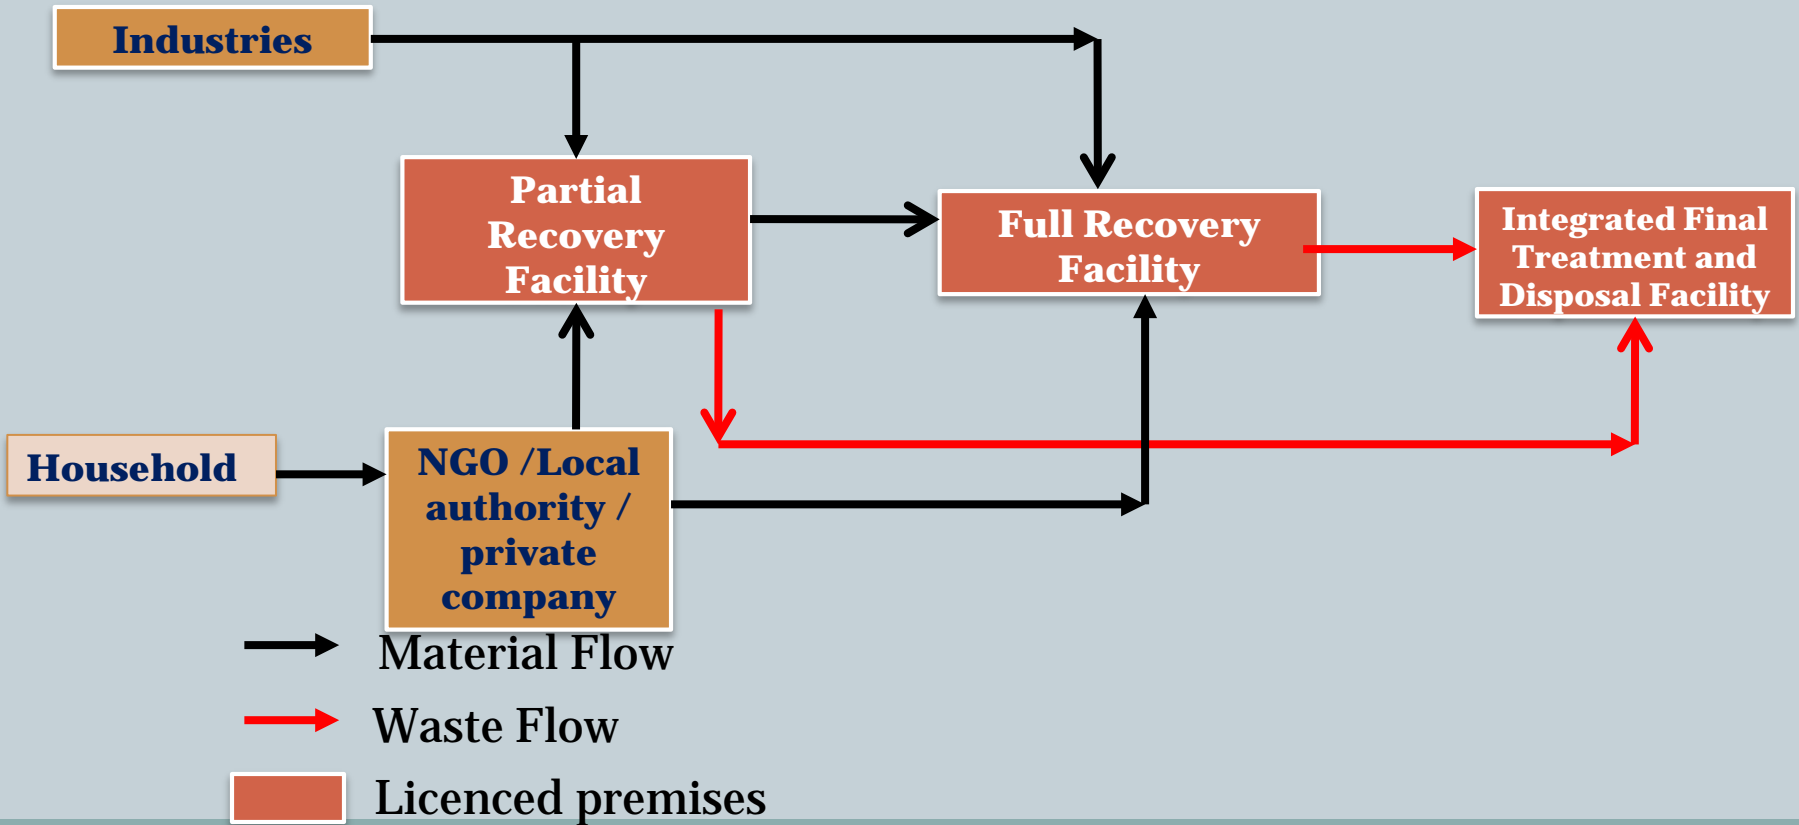 Industries
Partial
Recovery
Facility
Full Recovery
Facility
Integrated Final
Treatment and
Disposal Facility
Household
NGO /Local
authority /
private
company
Material Flow
Waste Flow
Licenced premises